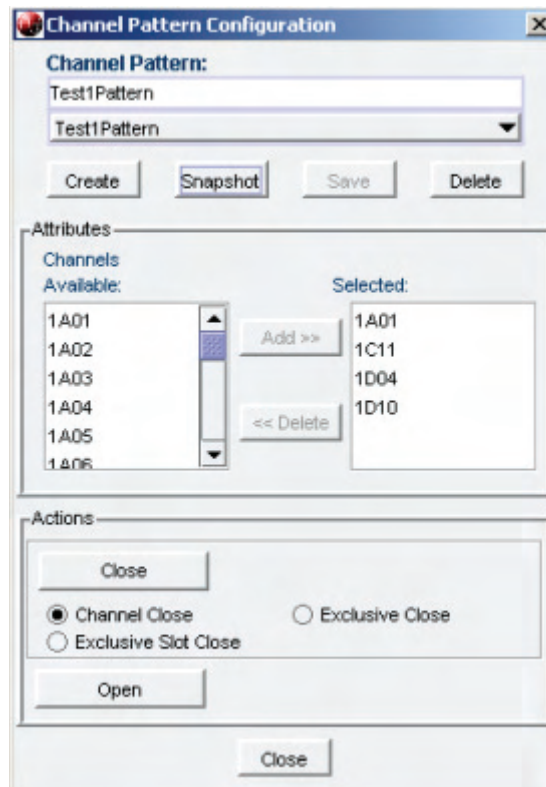 Channel Pattern Configuration
Channel Pattern:
Test1Pattern
Test1Pattern
Create Snapshot Save Delete
Attributes
Channels
Available: Selected:
1A01 1A01
1A02 Add >> 1C11
1A03 1D04
1A04 << Delete 1D10
1A05
1A06
Actions
Close
Channel Close Exclusive Close
Exclusive Slot Close
Open
Close